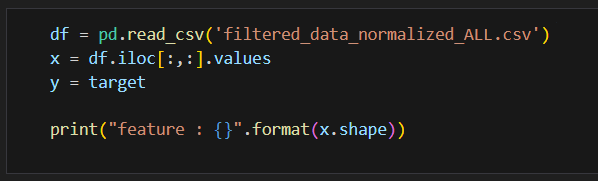 df = pd.read_csv('filtered_data_normalized_ALL.csv')
x = df.iloc[:,:].values
y = target
print("feature : {}".format(x.shape))